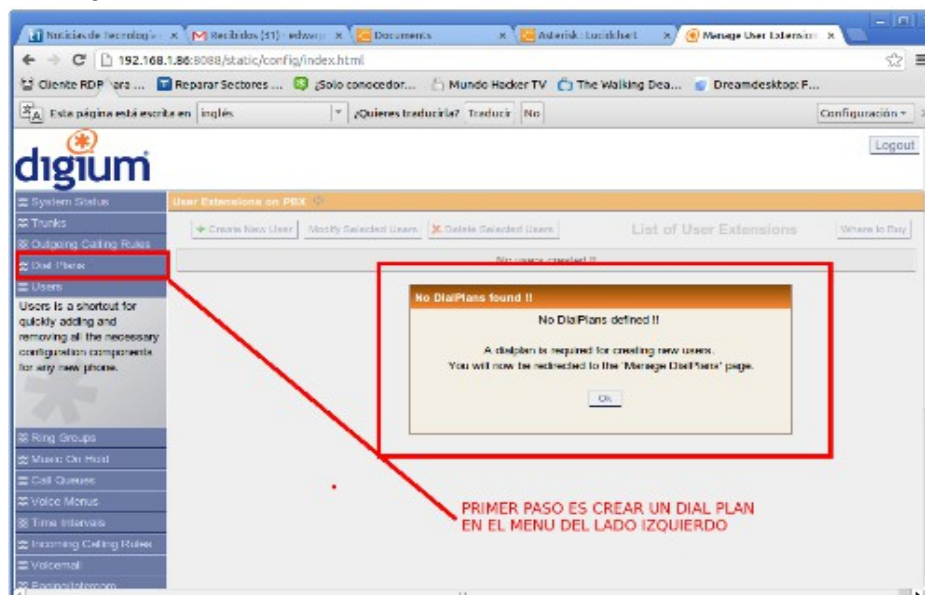 Noticias de Tecnología
Recibidos (31) - edwar
Documents
Asterisk: Lucidchart
Manage User Extension
192.168.1.86:8088/static/config/index.html
Cliente RDP para ...
Reparar Sectores ...
¿Solo conocedor...
Mundo Hacker TV
The Walking Dea...
Dreamdesktop: F...
Esta página está escrita en
inglés
¿Quieres traducirla?
Traducir
No
Configuración
digium
Logout
System Status
Trunks
Outgoing Calling Rules
Dial Plans
Users
Users is a shortcut for
quickly adding and
removing all the necessary
configuration components
for any new phone.
Ring Groups
Music On Hold
Call Queues
Voice Menus
Time Intervals
Incoming Calling Rules
Voicemail
Paging/Intercom
User Extensions on PBX
Create New User
Modify Selected Users
Delete Selected Users
List of User Extensions
Where to Buy
No users created !!
No DialPlans found !!
No DialPlans defined !!
A dialplan is required for creating new users.
You will now be redirected to the 'Manage DialPlans' page.
Ok
PRIMER PASO ES CREAR UN DIAL PLAN
EN EL MENU DEL LADO IZQUIERDO